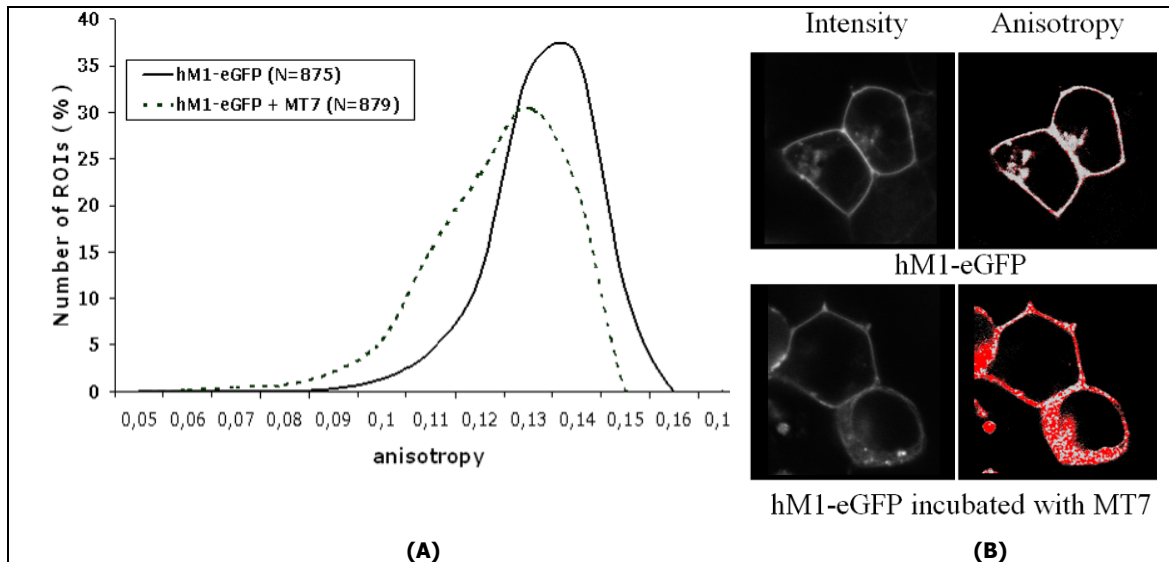 40
35
30
25
20
15
10
5
0
Number of ROIs (%)
hM1-eGFP (N=875)
hM1-eGFP + MT7 (N=879)
0,05 0,06 0,07 0,08 0,09 0,1 0,11 0,12 0,13 0,14 0,15 0,16 0,1
anisotropy
(A)
Intensity Anisotropy
hM1-eGFP
hM1-eGFP incubated with MT7
(B)